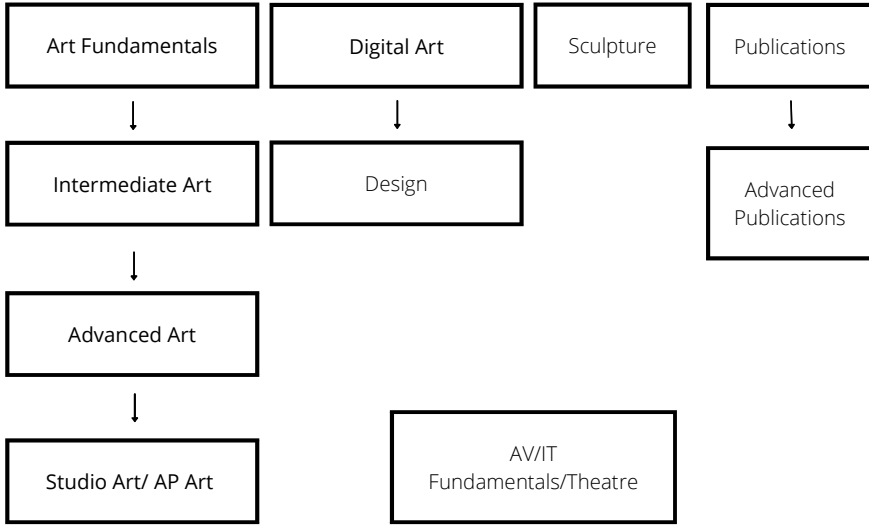 Art Fundamentals
Digital Art
Sculpture
Publications
Intermediate Art
Design
Advanced
Publications
Advanced Art
Studio Art/ AP Art
AV/IT
Fundamentals/Theatre